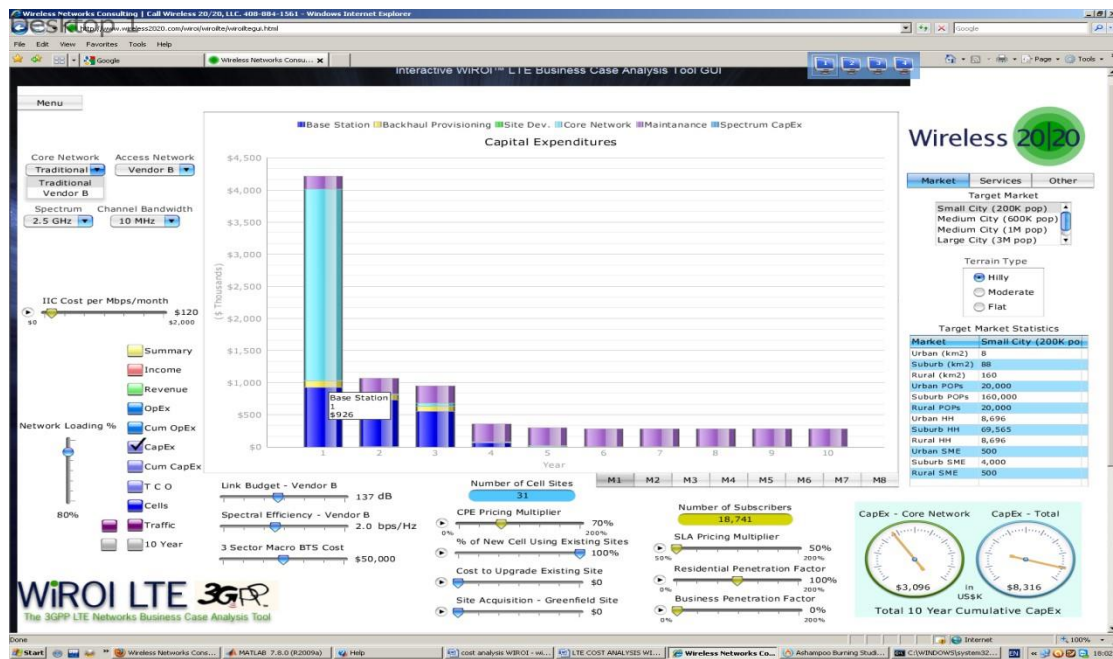 Wireless Networks Consulting | Call Wireless 20/20, LLC. 408-884-1561 - Windows Internet Explorer
Desktop 1
http://www.wireless2020.com/wiroi/wiroilte/wiroiltegui.html
Google
File Edit View Favorites Tools Help
Google
Wireless Networks Consu...
1 2 3 4
Page Tools
Interactive WiROI™ LTE Business Case Analysis Tool GUI
Menu
Base Station Backhaul Provisioning Site Dev. Core Network Maintanance Spectrum CapEx
Capital Expenditures
Wireless 20|20
Core Network Access Network
Traditional Vendor B
Traditional
Vendor B
Spectrum Channel Bandwidth
2.5 GHz 10 MHz
IIC Cost per Mbps/month
$120
$0 $2,000
Summary
Income
Revenue
OpEx
Cum OpEx
CapEx
Cum CapEx
T C O
Cells
Traffic
10 Year
Network Loading %
80%
$4,500
$4,000
$3,500
$3,000
$2,500
$2,000
$1,500
$1,000
$500
$0
($ Thousands)
Base Station
1
$926
1 2 3 4 5 6 7 8 9 10
Year
M1 M2 M3 M4 M5 M6 M7 M8
Market Services Other
Target Market
Small City (200K pop)
Medium City (600K pop)
Medium City (1M pop)
Large City (3M pop)
Terrain Type
Hilly
Moderate
Flat
Target Market Statistics
Market Small City (200K po
Urban (km2) 8
Suburb (km2) 88
Rural (km2) 160
Urban POPs 20,000
Suburb POPs 160,000
Rural POPs 20,000
Urban HH 8,696
Suburb HH 69,565
Rural HH 8,696
Urban SME 500
Suburb SME 4,000
Rural SME 500
Link Budget - Vendor B
137 dB
Spectral Efficiency - Vendor B
2.0 bps/Hz
3 Sector Macro BTS Cost
$50,000
Number of Cell Sites
31
CPE Pricing Multiplier
70%
0% 200%
% of New Cell Using Existing Sites
100%
Cost to Upgrade Existing Site
$0
Site Acquisition - Greenfield Site
$0
Number of Subscribers
18,741
SLA Pricing Multiplier
50%
50% 200%
Residential Penetration Factor
100%
0% 200%
Business Penetration Factor
0%
0% 200%
CapEx - Core Network CapEx - Total
$3,096 in US$K $8,316
Total 10 Year Cumulative CapEx
WiROI LTE 3GPP
The 3GPP LTE Networks Business Case Analysis Tool
Done
Internet 100%
Start Wireless Networks Cons... MATLAB 7.8.0 (R2009a) Help cost analysis WIROI - wi... LTE COST ANALYSIS WI... Wireless Networks Co... Ashampoo Burning Studi... C:\WINDOWS\system32... EN 18:02